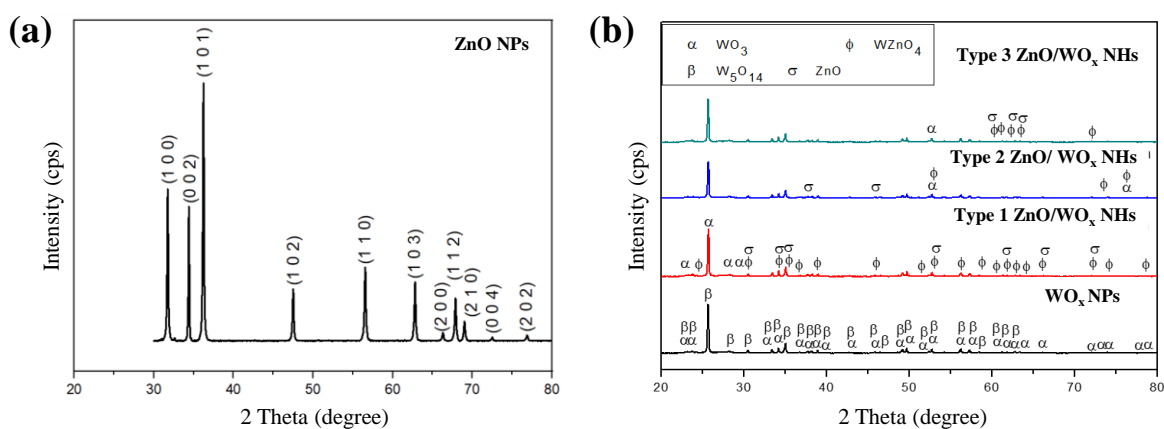 (a)
ZnO NPs
(1 0 0)
(0 0 2)
(1 0 1)
(1 0 2)
(1 1 0)
(1 0 3)
(2 0 0)
(1 1 2)
(2 1 0)
(0 0 4)
(2 0 2)
Intensity (cps)
20 30 40 50 60 70 80
2 Theta (degree)
(b)
α WO3 ϕ WZnO4
β W5O14 σ ZnO
Type 3 ZnO/WOx NHs
σ σ σ
α ϕ ϕ ϕ ϕ ϕ
Type 2 ZnO/ WOx NHs
ϕ ϕ ϕ
σ σ α α
Type 1 ZnO/WOx NHs
α
σ σ σ σ σ σ σ
α ϕ α α ϕ ϕ ϕ ϕ ϕ ϕ ϕ ϕ ϕ ϕ ϕ ϕ ϕ ϕ ϕ ϕ ϕ
WOx NPs
β
Intensity (cps)
20 30 40 50 60 70 80
2 Theta (degree)